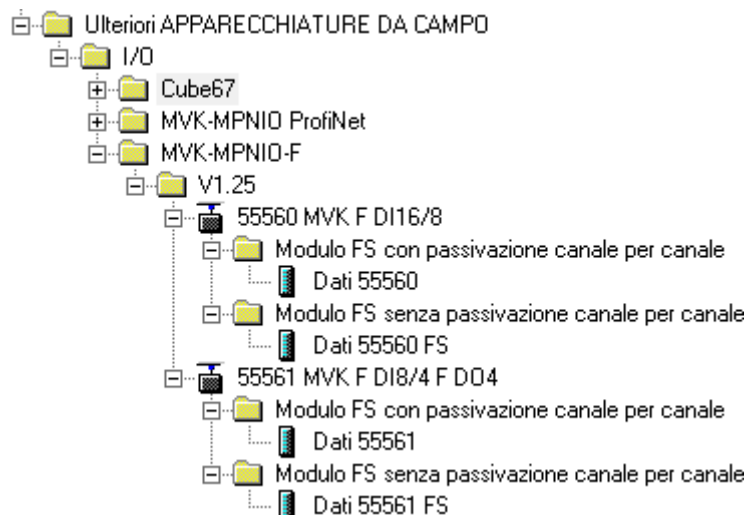 Ulteriori APPARECCHIATURE DA CAMPO
I/O
Cube67
MVK-MPNIO ProfiNet
MVK-MPNIO-F
V1.25
55560 MVK F DI16/8
Modulo FS con passivazione canale per canale
Dati 55560
Modulo FS senza passivazione canale per canale
Dati 55560 FS
55561 MVK F DI8/4 F DO4
Modulo FS con passivazione canale per canale
Dati 55561
Modulo FS senza passivazione canale per canale
Dati 55561 FS